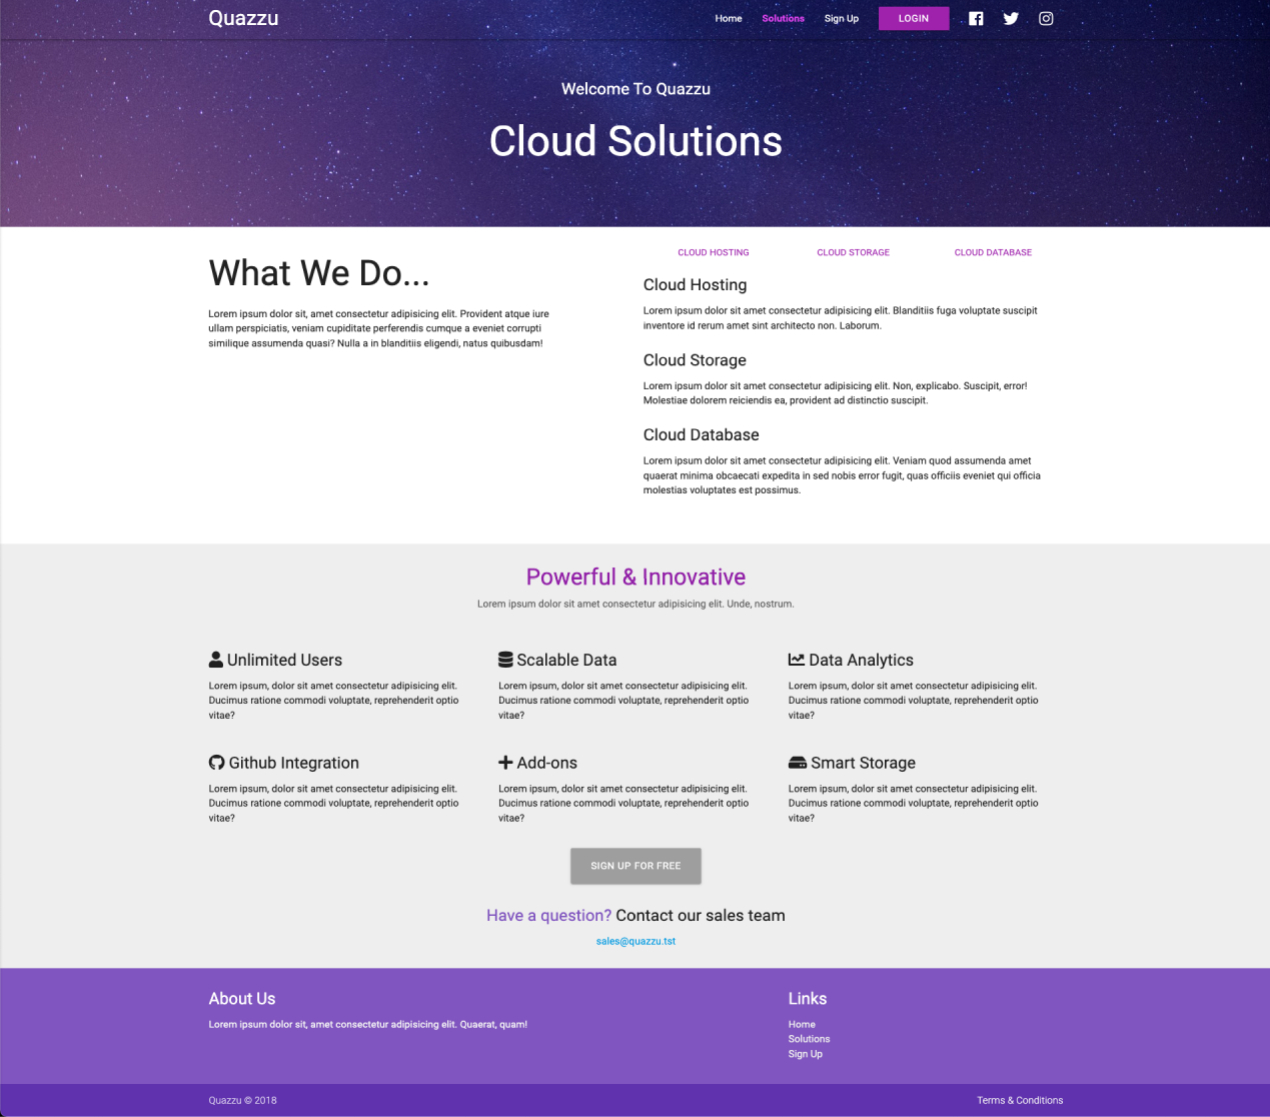 Quazzu
Home
Solutions
Sign Up
LOGIN
Welcome To Quazzu
Cloud Solutions
What We Do...
Lorem ipsum dolor sit, amet consectetur adipisicing elit. Provident atque iure
ullam perspiciatis, veniam cupiditate perferendis cumque a eveniet corrupti
similique assumenda quasi? Nulla a in blanditiis eligendi, natus quibusdam!
CLOUD HOSTING
CLOUD STORAGE
CLOUD DATABASE
Cloud Hosting
Lorem ipsum dolor sit amet consectetur adipisicing elit. Blanditiis fuga voluptate suscipit
inventore id rerum amet sint architecto non. Laborum.
Cloud Storage
Lorem ipsum dolor sit amet consectetur adipisicing elit. Non, explicabo. Suscipit, error!
Molestiae dolorem reiciendis ea, provident ad distinctio suscipit.
Cloud Database
Lorem ipsum dolor sit amet consectetur adipisicing elit. Veniam quod assumenda amet
quaerat minima obcaecati expedita in sed nobis error fugit, quas officiis eveniet qui officia
molestias voluptates est possimus.
Powerful & Innovative
Lorem ipsum dolor sit amet consectetur adipisicing elit. Unde, nostrum.
Unlimited Users
Lorem ipsum, dolor sit amet consectetur adipisicing elit.
Ducimus ratione commodi voluptate, reprehenderit optio
vitae?
Scalable Data
Lorem ipsum, dolor sit amet consectetur adipisicing elit.
Ducimus ratione commodi voluptate, reprehenderit optio
vitae?
Data Analytics
Lorem ipsum, dolor sit amet consectetur adipisicing elit.
Ducimus ratione commodi voluptate, reprehenderit optio
vitae?
Github Integration
Lorem ipsum, dolor sit amet consectetur adipisicing elit.
Ducimus ratione commodi voluptate, reprehenderit optio
vitae?
Add-ons
Lorem ipsum, dolor sit amet consectetur adipisicing elit.
Ducimus ratione commodi voluptate, reprehenderit optio
vitae?
Smart Storage
Lorem ipsum, dolor sit amet consectetur adipisicing elit.
Ducimus ratione commodi voluptate, reprehenderit optio
vitae?
SIGN UP FOR FREE
Have a question? Contact our sales team
sales@quazzu.tst
About Us
Lorem ipsum dolor sit, amet consectetur adipisicing elit. Quaerat, quam!
Links
Home
Solutions
Sign Up
Quazzu © 2018
Terms & Conditions